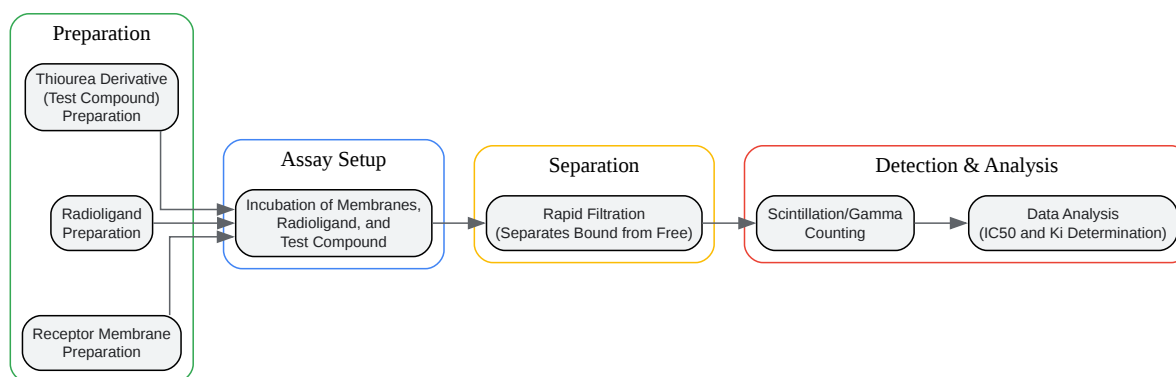 Preparation
Thiourea Derivative
(Test Compound)
Preparation
Radioligand
Preparation
Receptor Membrane
Preparation
Assay Setup
Incubation of Membranes,
Radioligand, and
Test Compound
Separation
Rapid Filtration
(Separates Bound from Free)
Detection & Analysis
Scintillation/Gamma
Counting
Data Analysis
(IC50 and Ki Determination)